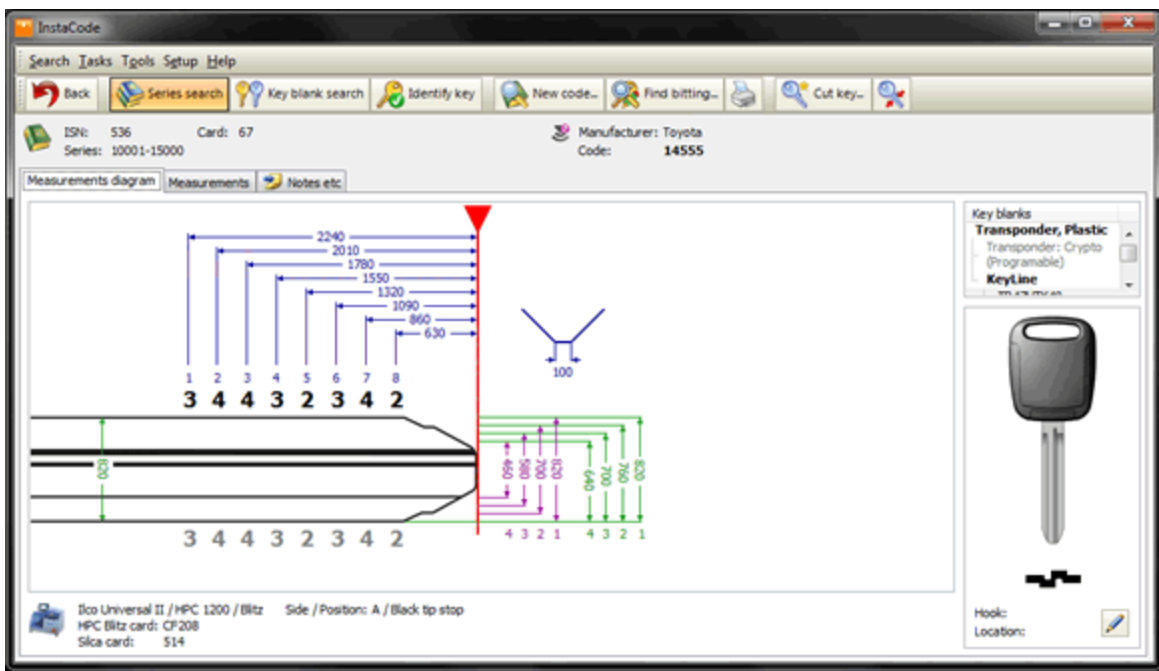 InstaCode
Search Tasks Tools Setup Help
Back Series search Key blank search Identify key New code... Find bitting... Cut key...
ISN: 536 Card: 67 Manufacturer: Toyota
Series: 10001-15000 Code: 14555
Measurements diagram Measurements Notes etc
Key blanks
Transponder, Plastic
Transponder: Crypto
(Programable)
KeyLine
2240
2010
1780
1550
1320
1090
860
630
100
1 2 3 4 5 6 7 8
3 4 4 3 2 3 4 2
820
460 580 700 820 640 700 760 820
3 4 4 3 2 3 4 2
4 3 2 1 4 3 2 1
Ilco Universal II / HPC 1200 / Blitz Side / Position: A / Black tip stop
HPC Blitz card: CF208
Silca card: 514
Hook:
Location: